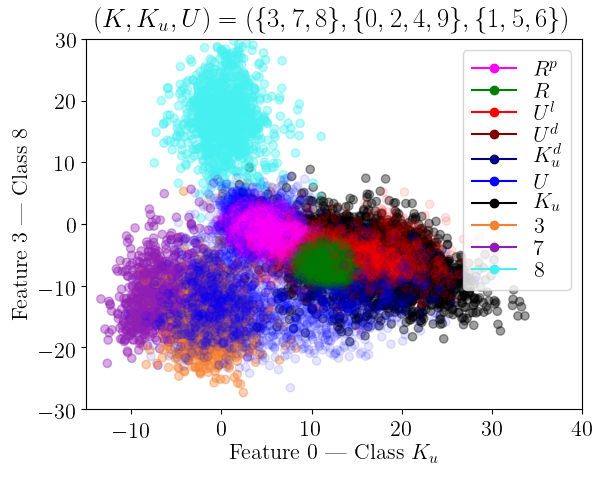 (K, K_u, U) = ({3, 7, 8}, {0, 2, 4, 9}, {1, 5, 6})
30
20
10
0
−10
−20
−30
Feature 3 — Class 8
R^p
R
U^l
U^d
K_u^d
U
K_u
3
7
8
−10 0 10 20 30 40
Feature 0 — Class K_u